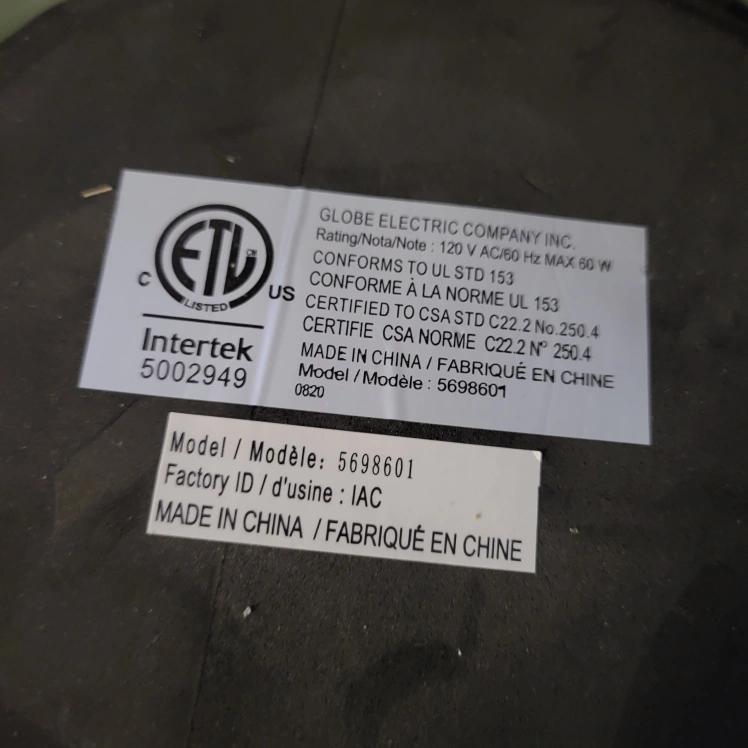 ETL CM
C US
LISTED
Intertek
5002949
GLOBE ELECTRIC COMPANY INC.
Rating/Nota/Note : 120 V AC/60 Hz MAX 60 W
CONFORMS TO UL STD 153
CONFORME À LA NORME UL 153
CERTIFIED TO CSA STD C22.2 No.250.4
CERTIFIE CSA NORME C22.2 N° 250.4
MADE IN CHINA / FABRIQUÉ EN CHINE
Model / Modèle : 5698601
0820
Model / Modèle: 5698601
Factory ID / d'usine : IAC
MADE IN CHINA / FABRIQUÉ EN CHINE